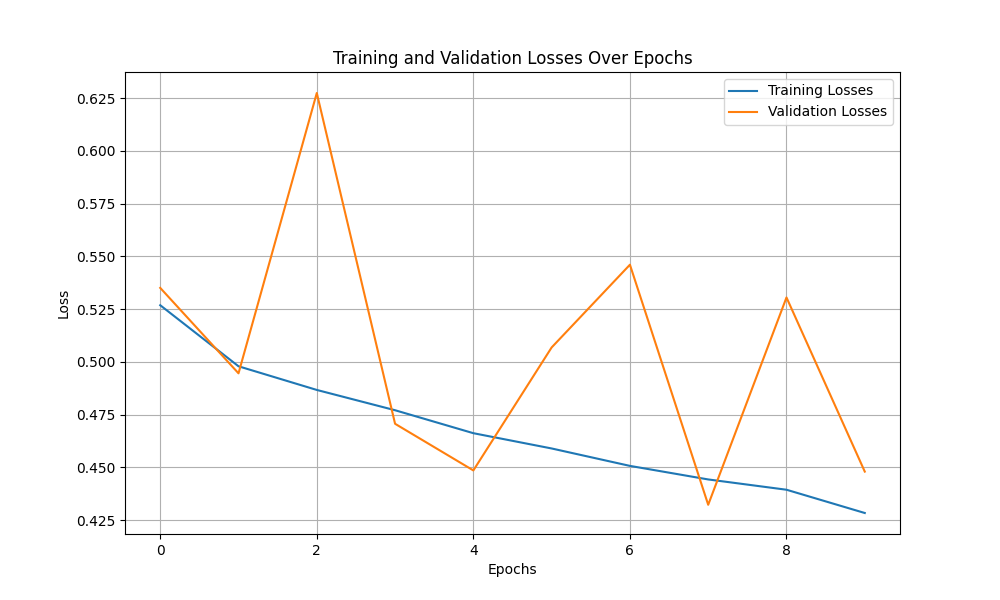 Training and Validation Losses Over Epochs
Training Losses
Validation Losses
0.625
0.600
0.575
0.550
0.525
0.500
0.475
0.450
0.425
Loss
0 2 4 6 8
Epochs